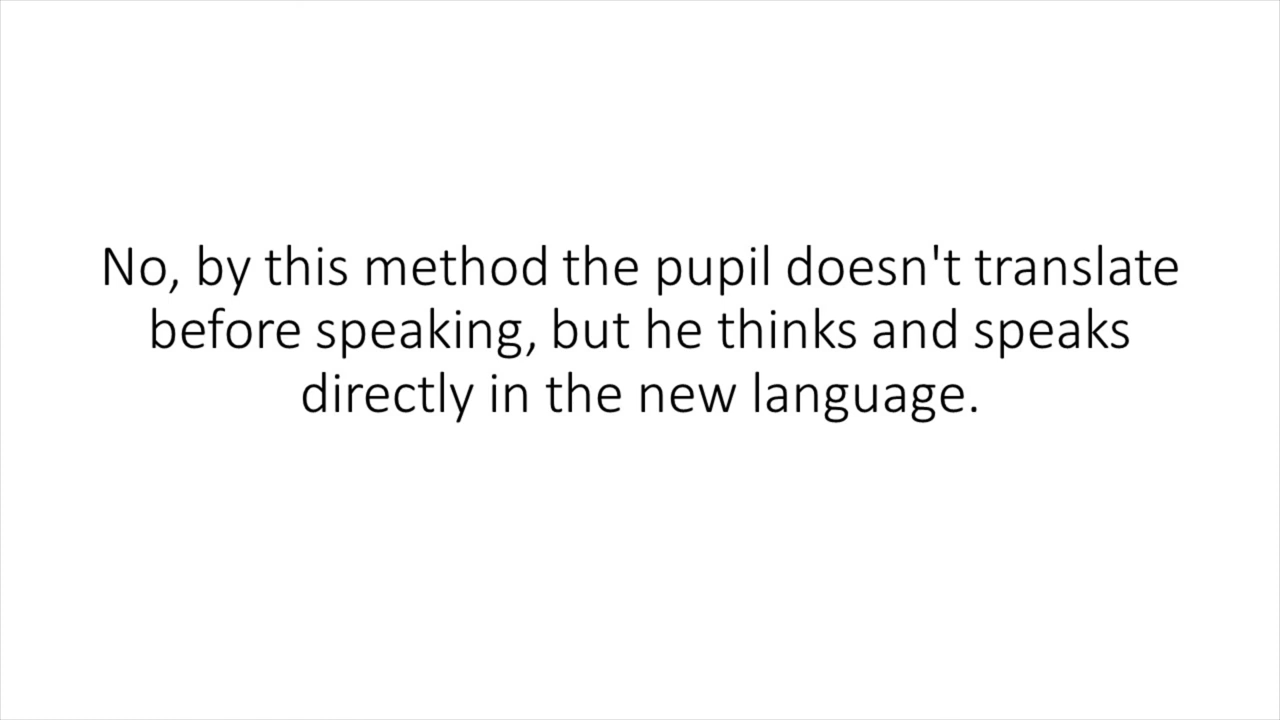 No, by this method the pupil doesn't translate
before speaking, but he thinks and speaks
directly in the new language.